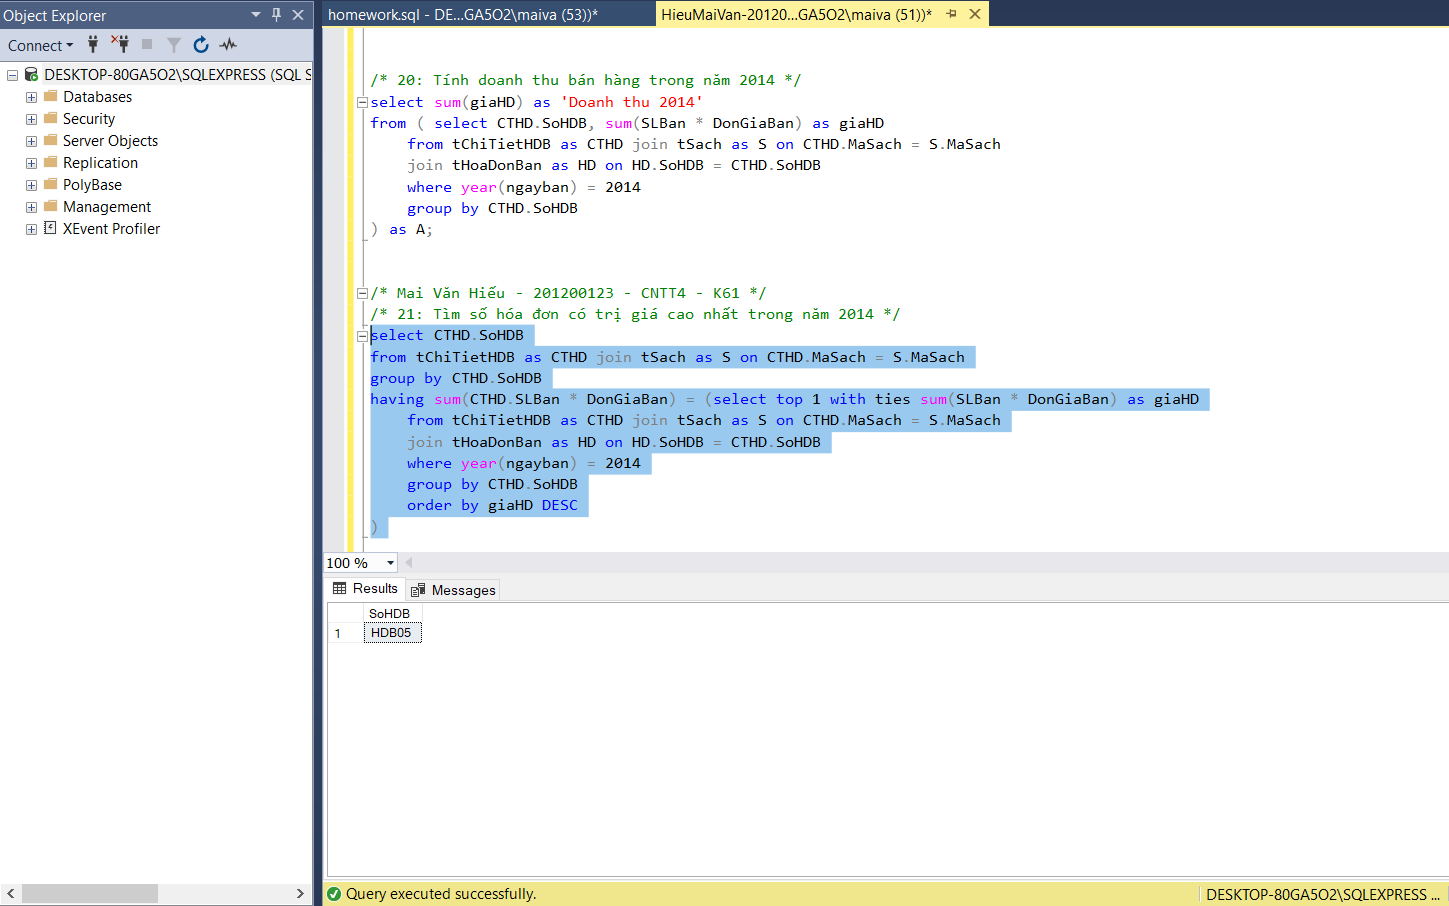 Object Explorer
Connect
DESKTOP-80GA5O2\SQLEXPRESS (SQL S
Databases
Security
Server Objects
Replication
PolyBase
Management
XEvent Profiler
homework.sql - DE...GA5O2\maiva (53))*
HieuMaiVan-20120...GA5O2\maiva (51))*
/* 20: Tính doanh thu bán hàng trong năm 2014 */
select sum(giaHD) as 'Doanh thu 2014'
from ( select CTHD.SoHDB, sum(SLBan * DonGiaBan) as giaHD
from tChiTietHDB as CTHD join tSach as S on CTHD.MaSach = S.MaSach
join tHoaDonBan as HD on HD.SoHDB = CTHD.SoHDB
where year(ngayban) = 2014
group by CTHD.SoHDB
) as A;
/* Mai Văn Hiếu - 201200123 - CNTT4 - K61 */
/* 21: Tìm số hóa đơn có trị giá cao nhất trong năm 2014 */
select CTHD.SoHDB
from tChiTietHDB as CTHD join tSach as S on CTHD.MaSach = S.MaSach
group by CTHD.SoHDB
having sum(CTHD.SLBan * DonGiaBan) = (select top 1 with ties sum(SLBan * DonGiaBan) as giaHD
from tChiTietHDB as CTHD join tSach as S on CTHD.MaSach = S.MaSach
join tHoaDonBan as HD on HD.SoHDB = CTHD.SoHDB
where year(ngayban) = 2014
group by CTHD.SoHDB
order by giaHD DESC
)
100 %
Results
Messages
SoHDB
1 HDB05
Query executed successfully.
DESKTOP-80GA5O2\SQLEXPRESS ...